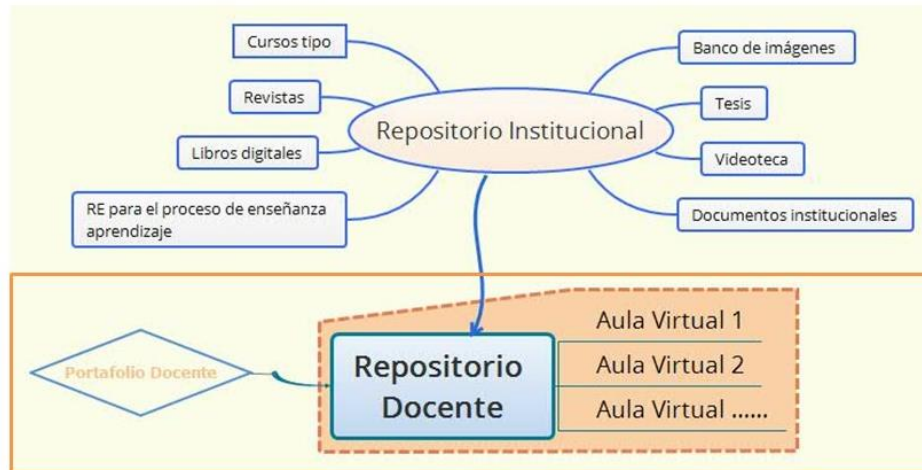 Cursos tipo
Revistas
Libros digitales
RE para el proceso de enseñanza
aprendizaje
Repositorio Institucional
Banco de imágenes
Tesis
Videoteca
Documentos institucionales
Portafolio Docente
Repositorio
Docente
Aula Virtual 1
Aula Virtual 2
Aula Virtual ......